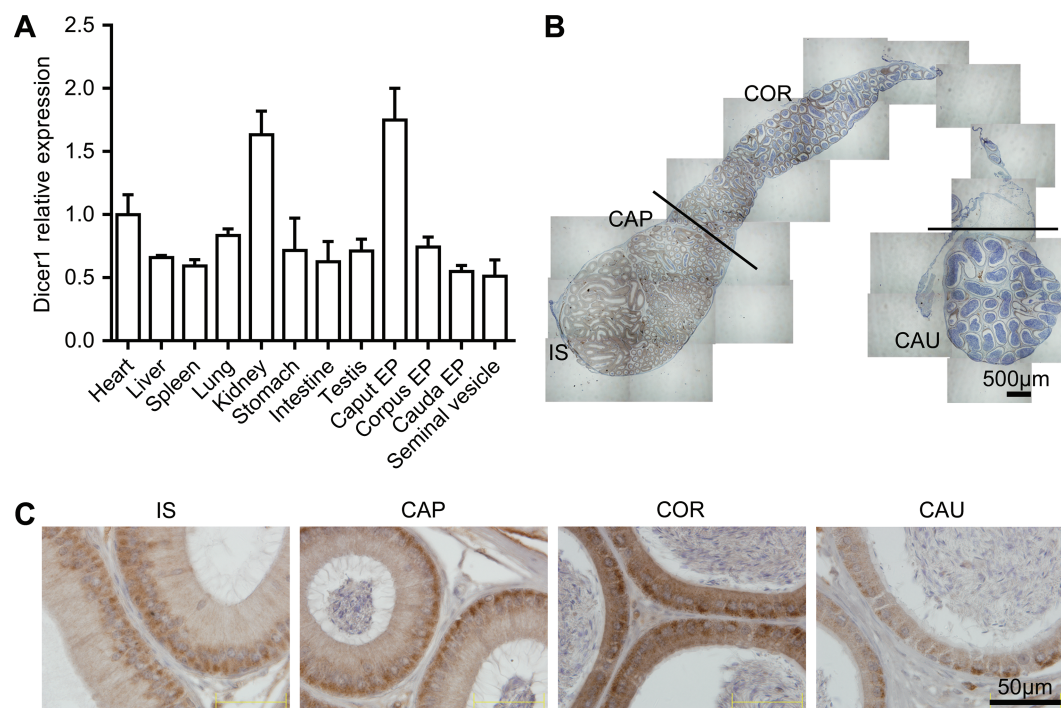 A
B
Dicer1 relative expression
2.5
2.0
1.5
1.0
0.5
0.0
Heart
Liver
Spleen
Lung
Kidney
Stomach
Intestine
Testis
Caput EP
Corpus EP
Cauda EP
Seminal vesicle
COR
CAP
IS
CAU
500µm
C
IS
CAP
COR
CAU
50µm